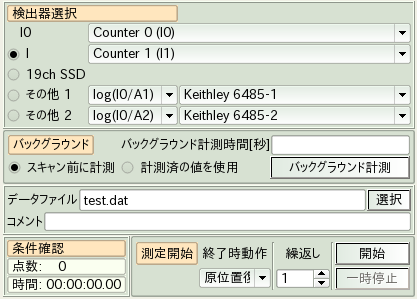 検出器選択
I0 Counter 0 (I0)
I Counter 1 (I1)
19ch SSD
その他 1 log(I0/A1) Keithley 6485-1
その他 2 log(I0/A2) Keithley 6485-2
バックグラウンド バックグラウンド計測時間[秒]
スキャン前に計測 計測済の値を使用 バックグラウンド計測
データファイル test.dat 選択
コメント
条件確認
点数: 0
時間: 00:00:00.00
測定開始 終了時動作 繰返し 開始
原位置復 1 一時停止